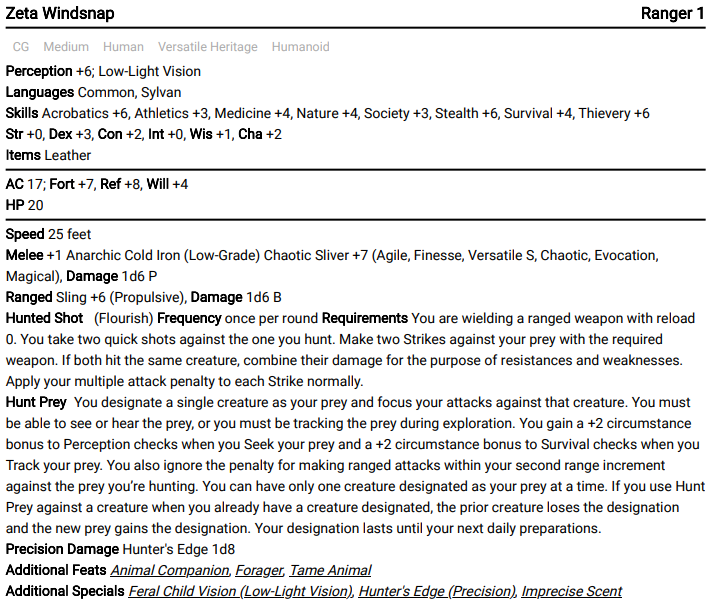 Zeta Windsnap Ranger 1
CG Medium Human Versatile Heritage Humanoid
Perception +6; Low-Light Vision
Languages Common, Sylvan
Skills Acrobatics +6, Athletics +3, Medicine +4, Nature +4, Society +3, Stealth +6, Survival +4, Thievery +6
Str +0, Dex +3, Con +2, Int +0, Wis +1, Cha +2
Items Leather
AC 17; Fort +7, Ref +8, Will +4
HP 20
Speed 25 feet
Melee +1 Anarchic Cold Iron (Low-Grade) Chaotic Sliver +7 (Agile, Finesse, Versatile S, Chaotic, Evocation,
Magical), Damage 1d6 P
Ranged Sling +6 (Propulsive), Damage 1d6 B
Hunted Shot (Flourish) Frequency once per round Requirements You are wielding a ranged weapon with reload
0. You take two quick shots against the one you hunt. Make two Strikes against your prey with the required
weapon. If both hit the same creature, combine their damage for the purpose of resistances and weaknesses.
Apply your multiple attack penalty to each Strike normally.
Hunt Prey You designate a single creature as your prey and focus your attacks against that creature. You must
be able to see or hear the prey, or you must be tracking the prey during exploration. You gain a +2 circumstance
bonus to Perception checks when you Seek your prey and a +2 circumstance bonus to Survival checks when you
Track your prey. You also ignore the penalty for making ranged attacks within your second range increment
against the prey you're hunting. You can have only one creature designated as your prey at a time. If you use Hunt
Prey against a creature when you already have a creature designated, the prior creature loses the designation
and the new prey gains the designation. Your designation lasts until your next daily preparations.
Precision Damage Hunter's Edge 1d8
Additional Feats Animal Companion, Forager, Tame Animal
Additional Specials Feral Child Vision (Low-Light Vision), Hunter's Edge (Precision), Imprecise Scent